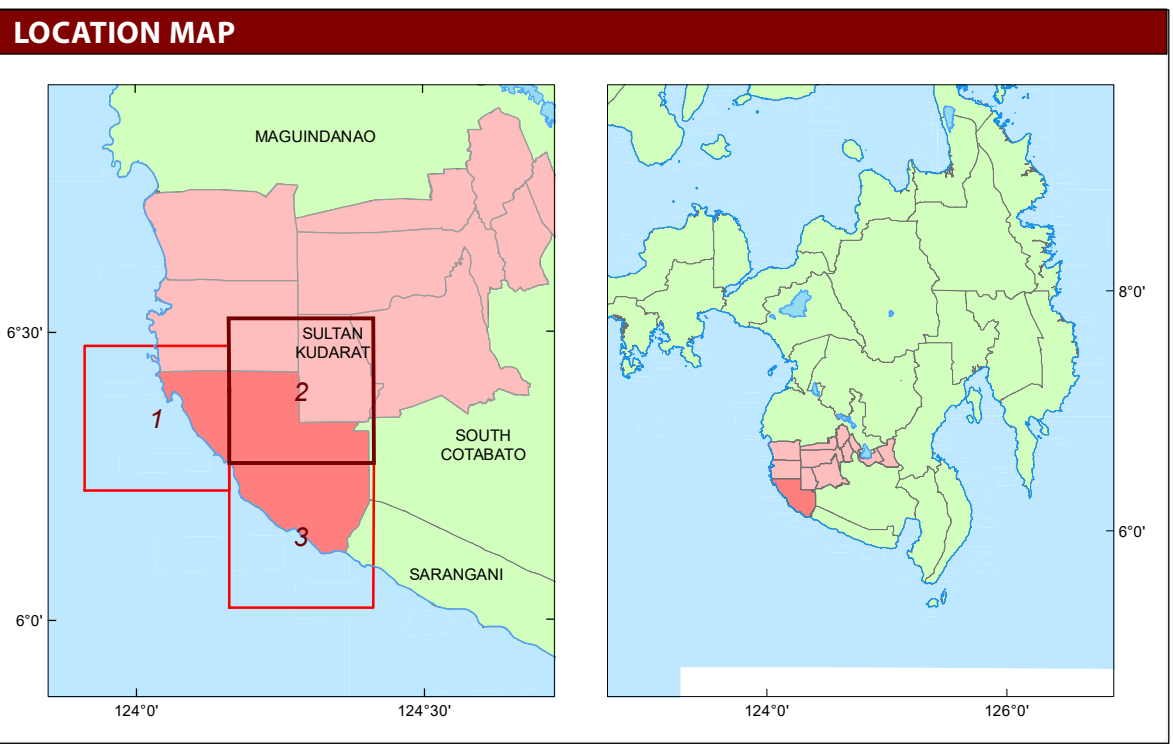 LOCATION MAP
MAGUINDANAO
6°30'
SULTAN
KUDARAT
2
1
SOUTH
COTABATO
3
SARANGANI
6°0'
124°0'
124°30'
8°0'
6°0'
124°0'
126°0'